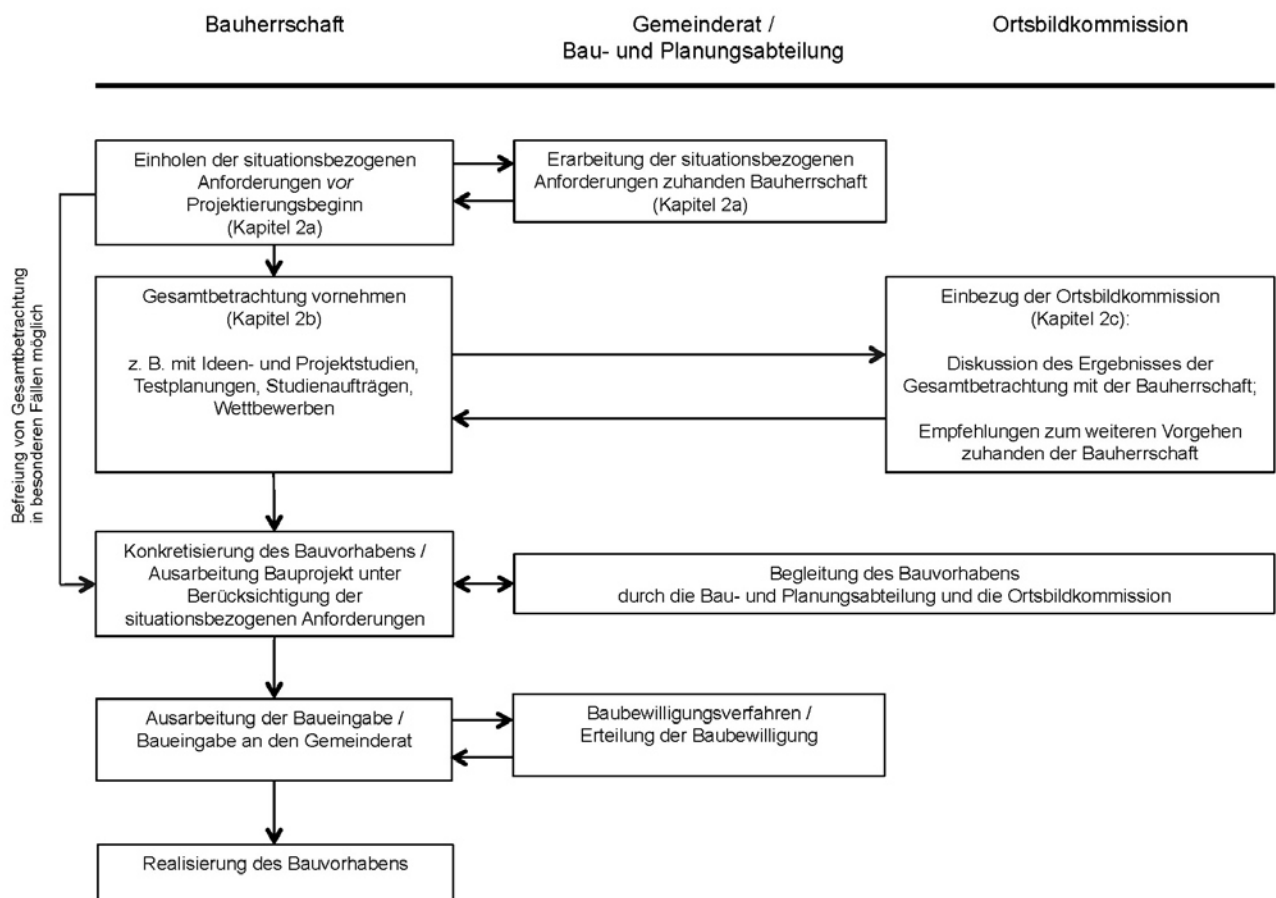 Bauherrschaft
Gemeinderat /
Bau- und Planungsabteilung
Ortsbildkommission
Einholen der situationsbezogenen
Anforderungen vor
Projektierungsbeginn
(Kapitel 2a)
Erarbeitung der situationsbezogenen
Anforderungen zuhanden Bauherrschaft
(Kapitel 2a)
Befreiung von Gesamtbetrachtung
in besonderen Fällen möglich
Gesamtbetrachtung vornehmen
(Kapitel 2b)
z. B. mit Ideen- und Projektstudien,
Testplanungen, Studienaufträgen,
Wettbewerben
Einbezug der Ortsbildkommission
(Kapitel 2c):
Diskussion des Ergebnisses der
Gesamtbetrachtung mit der Bauherrschaft;
Empfehlungen zum weiteren Vorgehen
zuhanden der Bauherrschaft
Konkretisierung des Bauvorhabens /
Ausarbeitung Bauprojekt unter
Berücksichtigung der
situationsbezogenen Anforderungen
Begleitung des Bauvorhabens
durch die Bau- und Planungsabteilung und die Ortsbildkommission
Ausarbeitung der Baueingabe /
Baueingabe an den Gemeinderat
Baubewilligungsverfahren /
Erteilung der Baubewilligung
Realisierung des Bauvorhabens